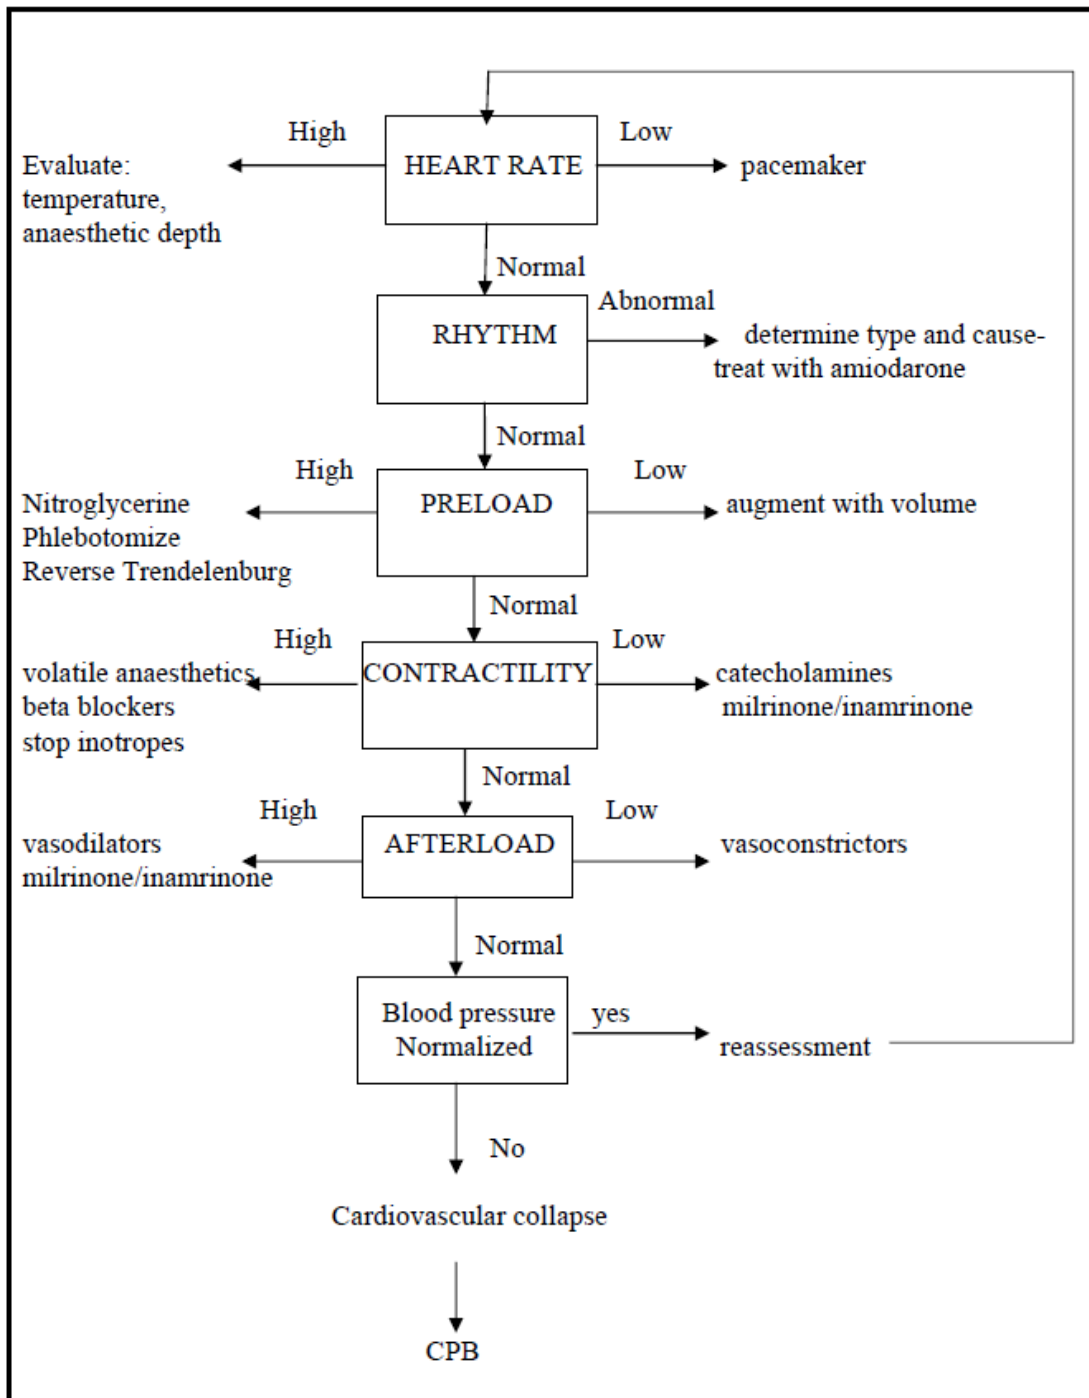 High
Low
Evaluate:
temperature,
anaesthetic depth
HEART RATE
pacemaker
Normal
Abnormal
RHYTHM
determine type and cause-
treat with amiodarone
Normal
High
Low
Nitroglycerine
Phlebotomize
Reverse Trendelenburg
PRELOAD
augment with volume
Normal
High
Low
volatile anaesthetics
beta blockers
stop inotropes
CONTRACTILITY
catecholamines
milrinone/inamrinone
Normal
High
Low
vasodilators
milrinone/inamrinone
AFTERLOAD
vasoconstrictors
Normal
Blood pressure
Normalized
yes
reassessment
No
Cardiovascular collapse
CPB